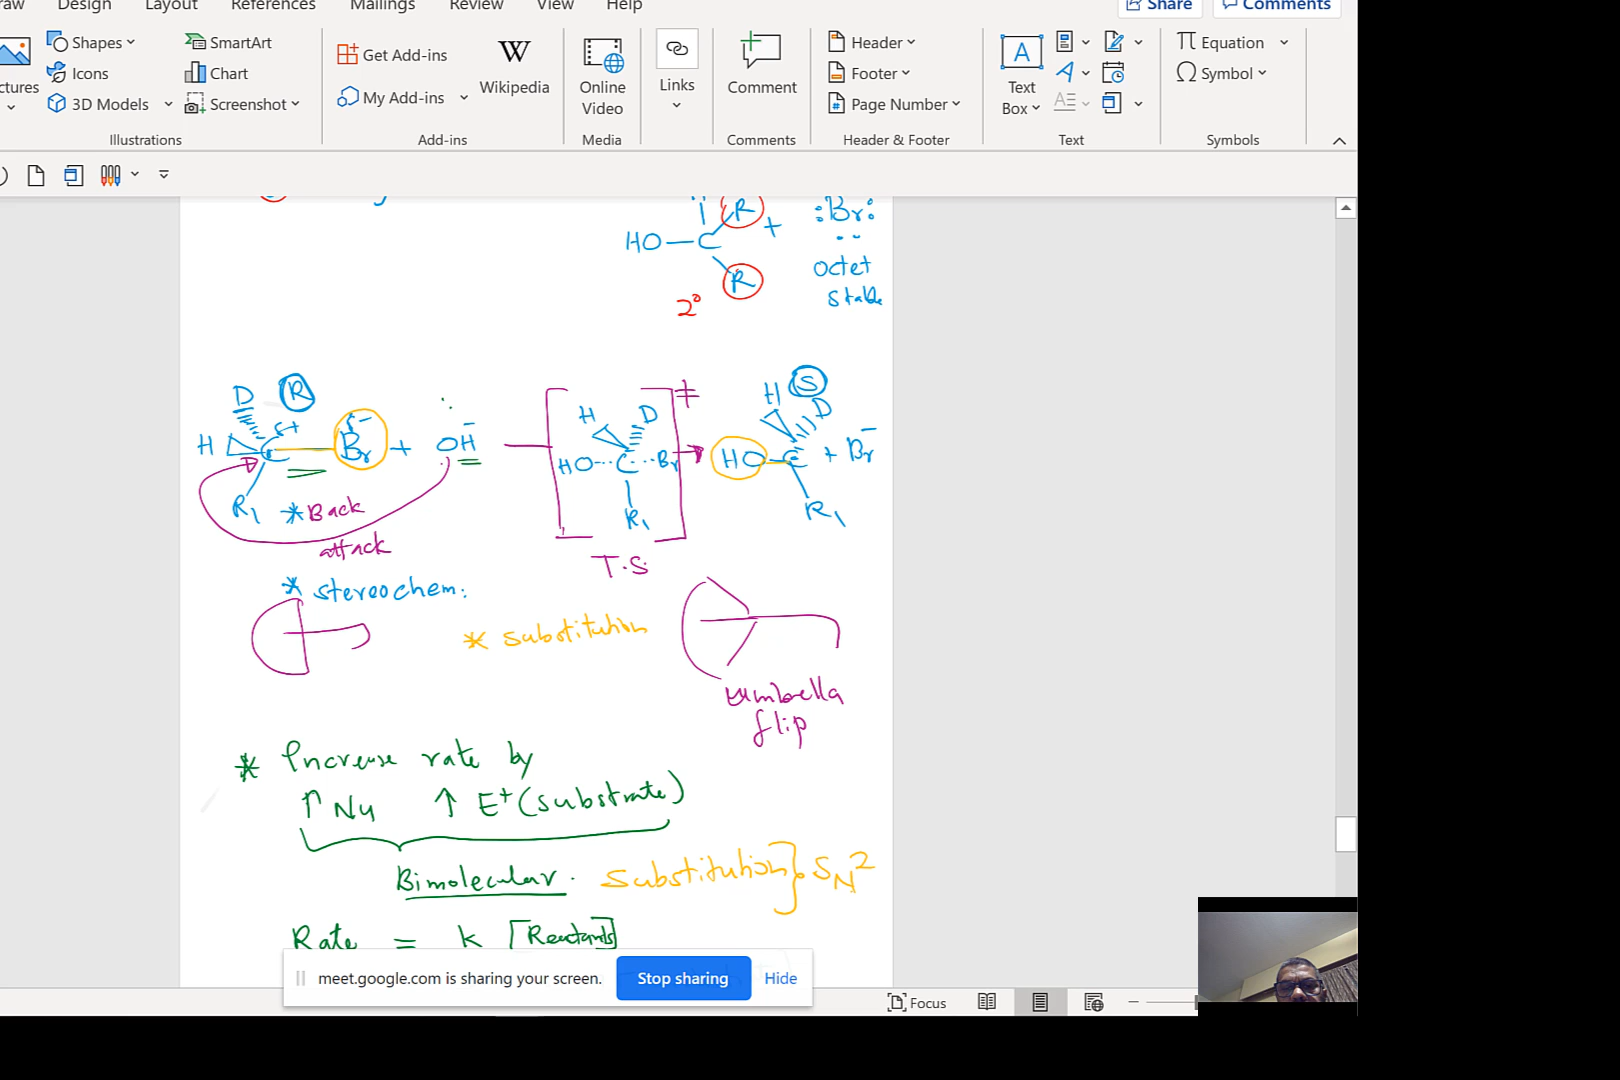 Design Layout References Mailings Review View Help Share Comments
Shapes SmartArt Get Add-ins Wikipedia Online Video Links Comment Header Text Box Equation
Icons Chart My Add-ins Footer Symbol
3D Models Screenshot Page Number
Illustrations Add-ins Media Comments Header & Footer Text Symbols
R :Br:
HO—C +
R octet
2° stable
D R H S
H C δ+ Br δ- + OH- H D HO C + Br-
HO···C···Br ‡
R1 R1 R1
* Back
attack
T.S
* stereochem:
* substitution
umbrella
flip
* Increase rate by
↑ Nu ↑ E+ (substrate)
Bimolecular. Substitution } SN2
Rate = k [Reactants]
meet.google.com is sharing your screen. Stop sharing Hide
Focus